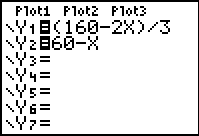 Plot1 Plot2 Plot3
\Y1=(160-2X)/3
\Y2=60-X
\Y3=
\Y4=
\Y5=
\Y6=
\Y7=